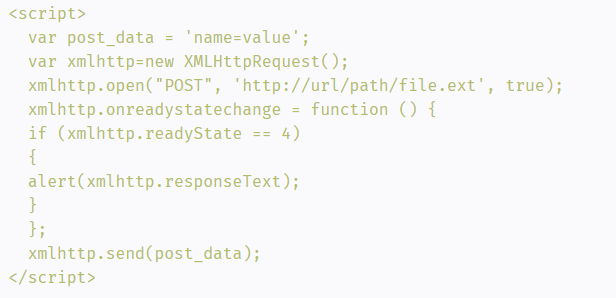 <script>
var post_data = 'name=value';
var xmlhttp=new XMLHttpRequest();
xmlhttp.open("POST", 'http://url/path/file.ext', true);
xmlhttp.onreadystatechange = function () {
if (xmlhttp.readyState == 4)
{
alert(xmlhttp.responseText);
}
};
xmlhttp.send(post_data);
</script>